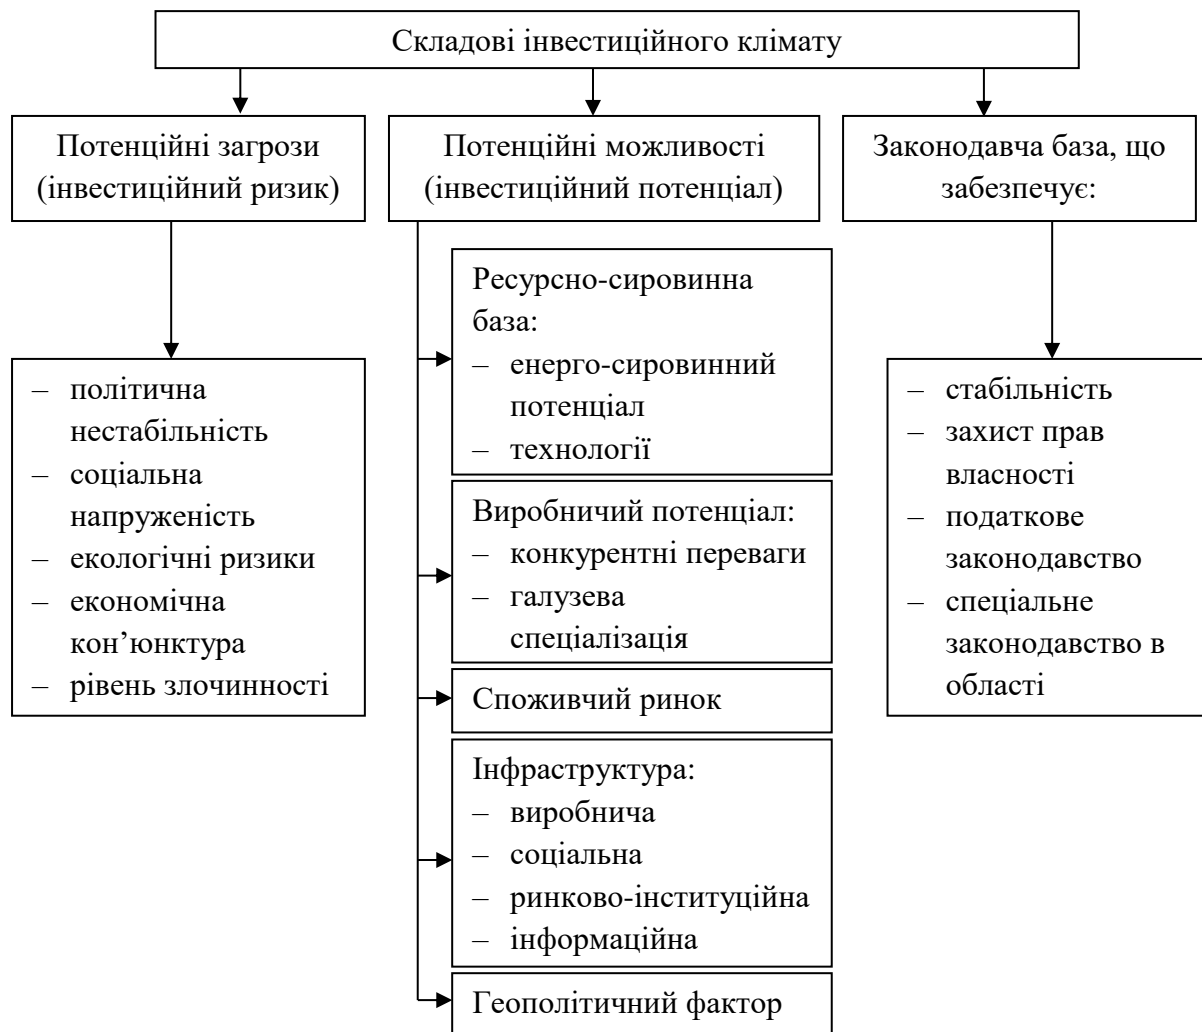 Складові інвестиційного клімату
Потенційні загрози
(інвестиційний ризик)
Потенційні можливості
(інвестиційний потенціал)
Законодавча база, що
забезпечує:
– політична
нестабільність
– соціальна
напруженість
– екологічні ризики
– економічна
кон’юнктура
– рівень злочинності
Ресурсно-сировинна
база:
– енерго-сировинний
потенціал
– технології
Виробничий потенціал:
– конкурентні переваги
– галузева
спеціалізація
Споживчий ринок
Інфраструктура:
– виробнича
– соціальна
– ринково-інституційна
– інформаційна
Геополітичний фактор
– стабільність
– захист прав
власності
– податкове
законодавство
– спеціальне
законодавство в
області